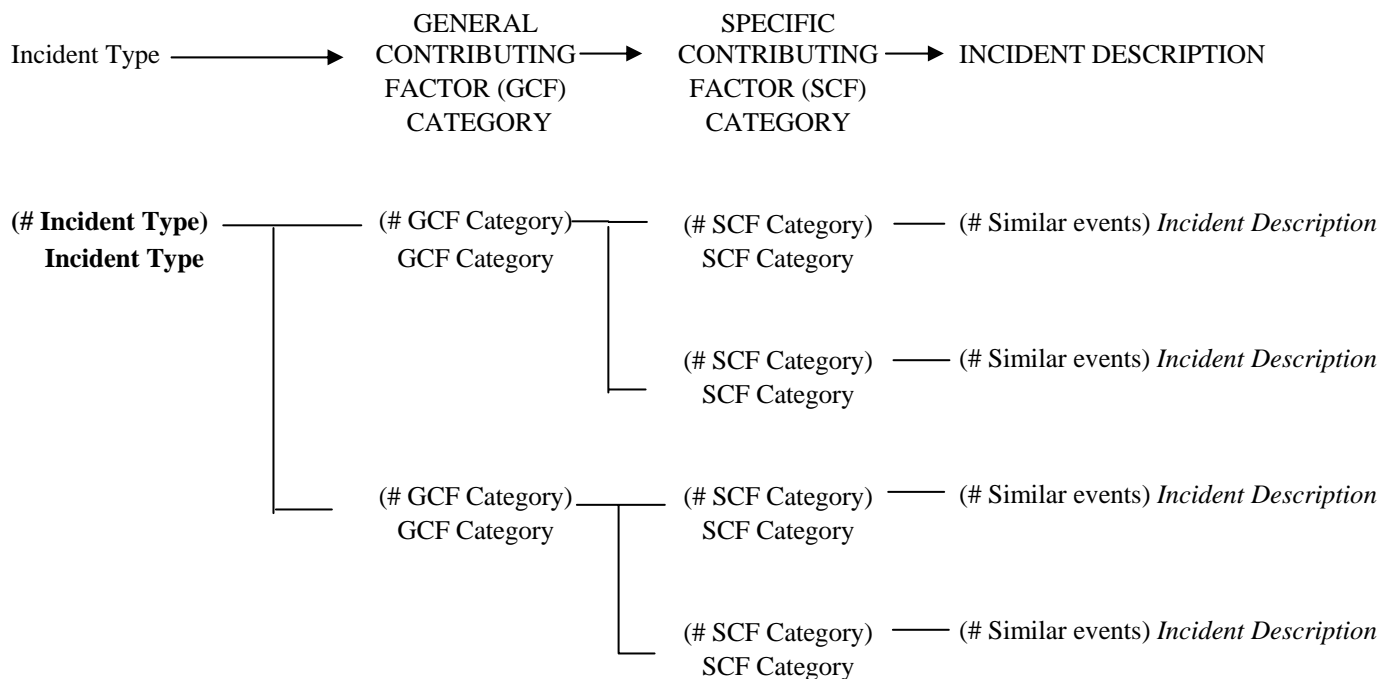 GENERAL
CONTRIBUTING
FACTOR (GCF)
CATEGORY
SPECIFIC
CONTRIBUTING
FACTOR (SCF)
CATEGORY
Incident Type
INCIDENT DESCRIPTION
(# Incident Type)
Incident Type
(# GCF Category)
GCF Category
(# SCF Category)
SCF Category
(# Similar events) Incident Description
(# SCF Category)
SCF Category
(# Similar events) Incident Description
(# GCF Category)
GCF Category
(# SCF Category)
SCF Category
(# Similar events) Incident Description
(# SCF Category)
SCF Category
(# Similar events) Incident Description